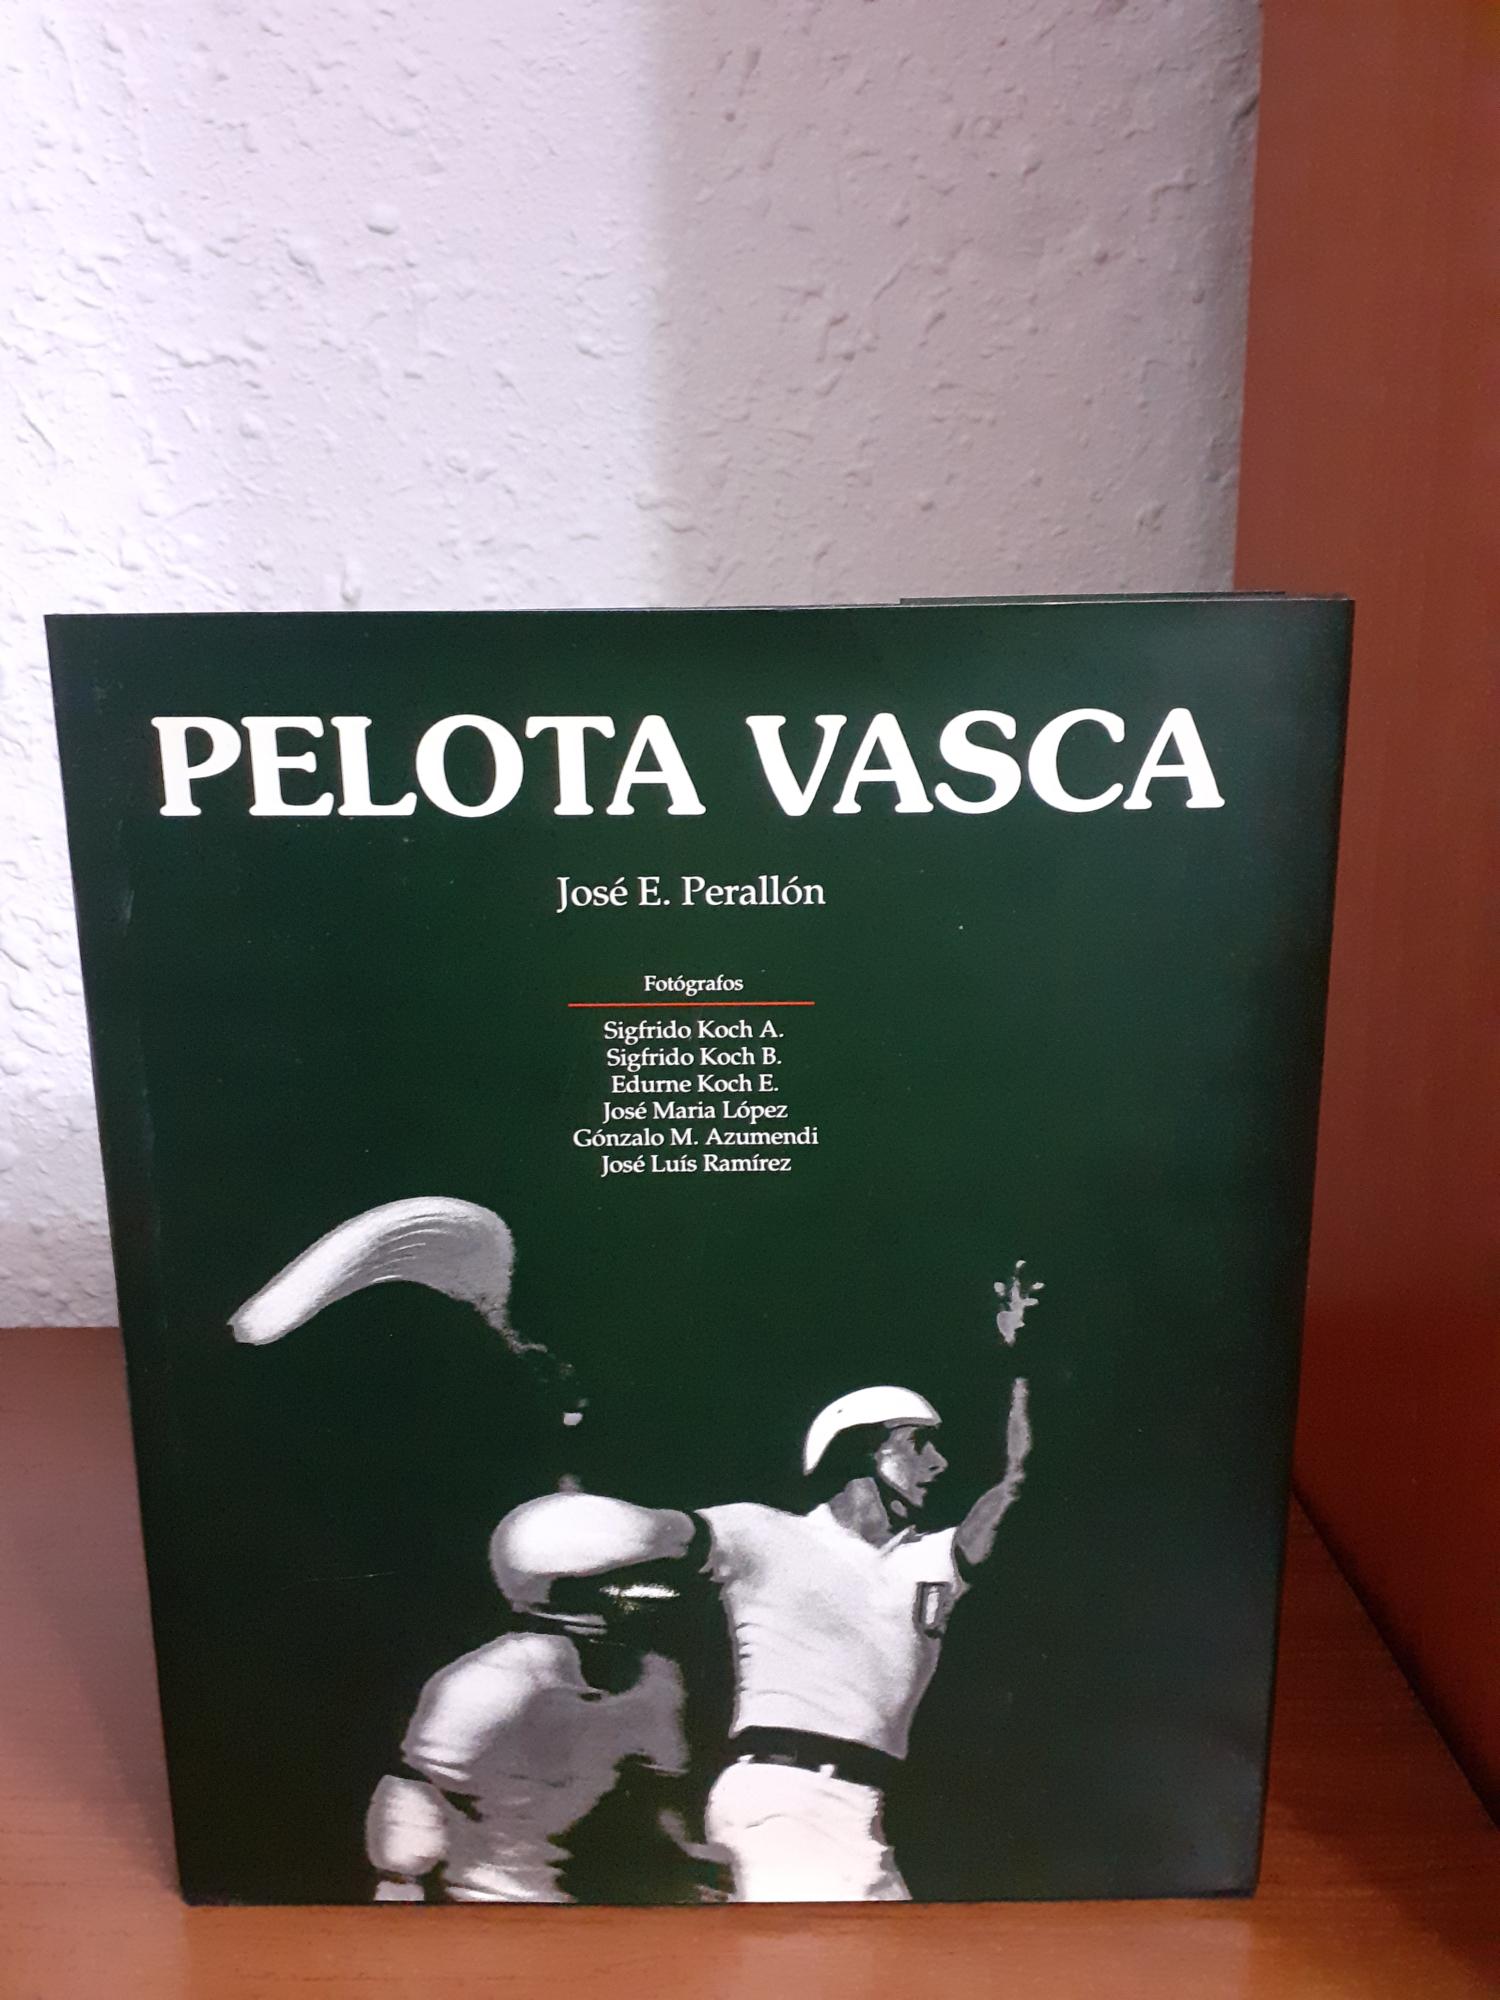 PELOTA VASCA
José E. Perallón
Fotógrafos
Sigfrido Koch A.
Sigfrido Koch B.
Edurne Koch E.
José Maria López
Gónzalo M. Azumendi
José Luís Ramírez